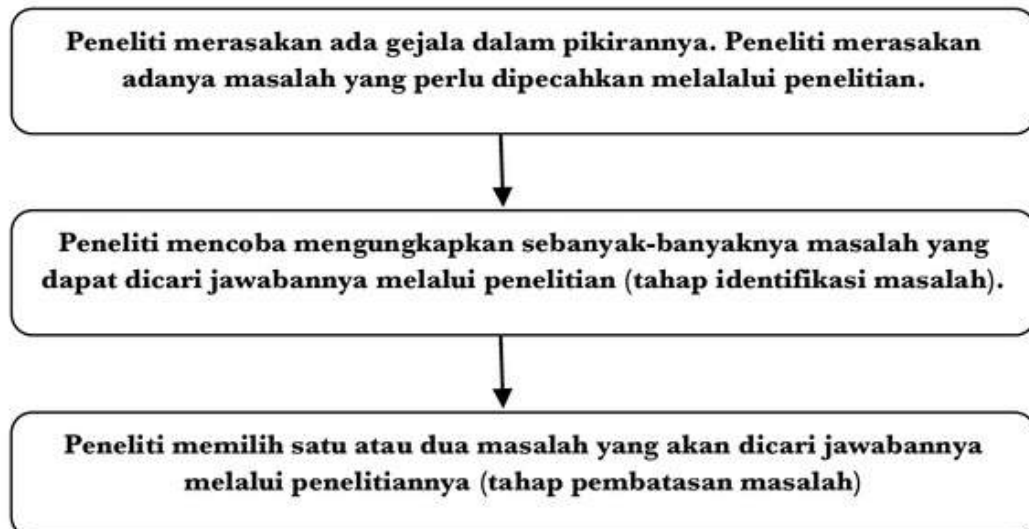 Peneliti merasakan ada gejala dalam pikirannya. Peneliti merasakan
adanya masalah yang perlu dipecahkan melalalui penelitian.
Peneliti mencoba mengungkapkan sebanyak-banyaknya masalah yang
dapat dicari jawabannya melalui penelitian (tahap identifikasi masalah).
Peneliti memilih satu atau dua masalah yang akan dicari jawabannya
melalui penelitiannya (tahap pembatasan masalah)